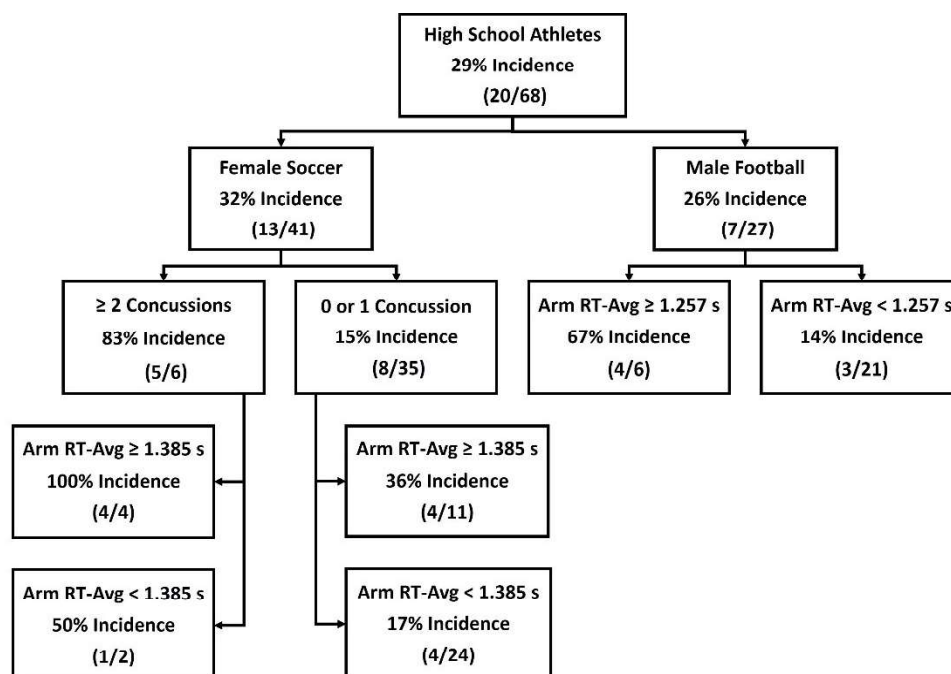 High School Athletes
29% Incidence
(20/68)
Female Soccer
32% Incidence
(13/41)
Male Football
26% Incidence
(7/27)
≥ 2 Concussions
83% Incidence
(5/6)
0 or 1 Concussion
15% Incidence
(8/35)
Arm RT-Avg ≥ 1.257 s
67% Incidence
(4/6)
Arm RT-Avg < 1.257 s
14% Incidence
(3/21)
Arm RT-Avg ≥ 1.385 s
100% Incidence
(4/4)
Arm RT-Avg ≥ 1.385 s
36% Incidence
(4/11)
Arm RT-Avg < 1.385 s
50% Incidence
(1/2)
Arm RT-Avg < 1.385 s
17% Incidence
(4/24)